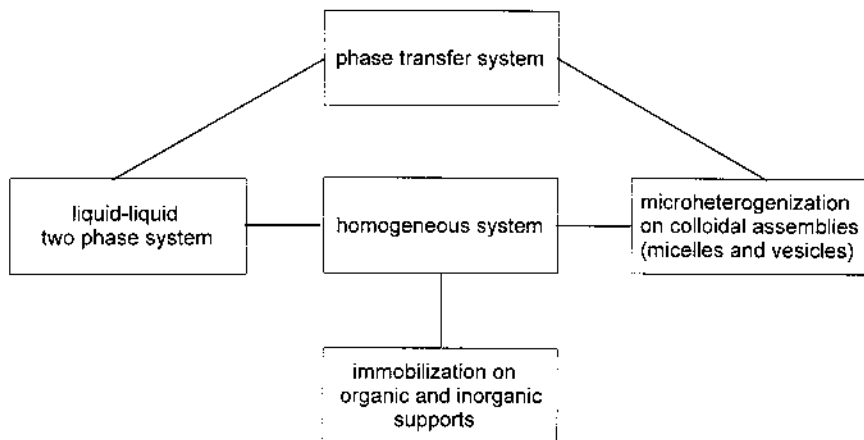 phase transfer system
liquid-liquid
two phase system
homogeneous system
microheterogenization
on colloidal assemblies
(micelles and vesicles)
immobilization on
organic and inorganic
supports